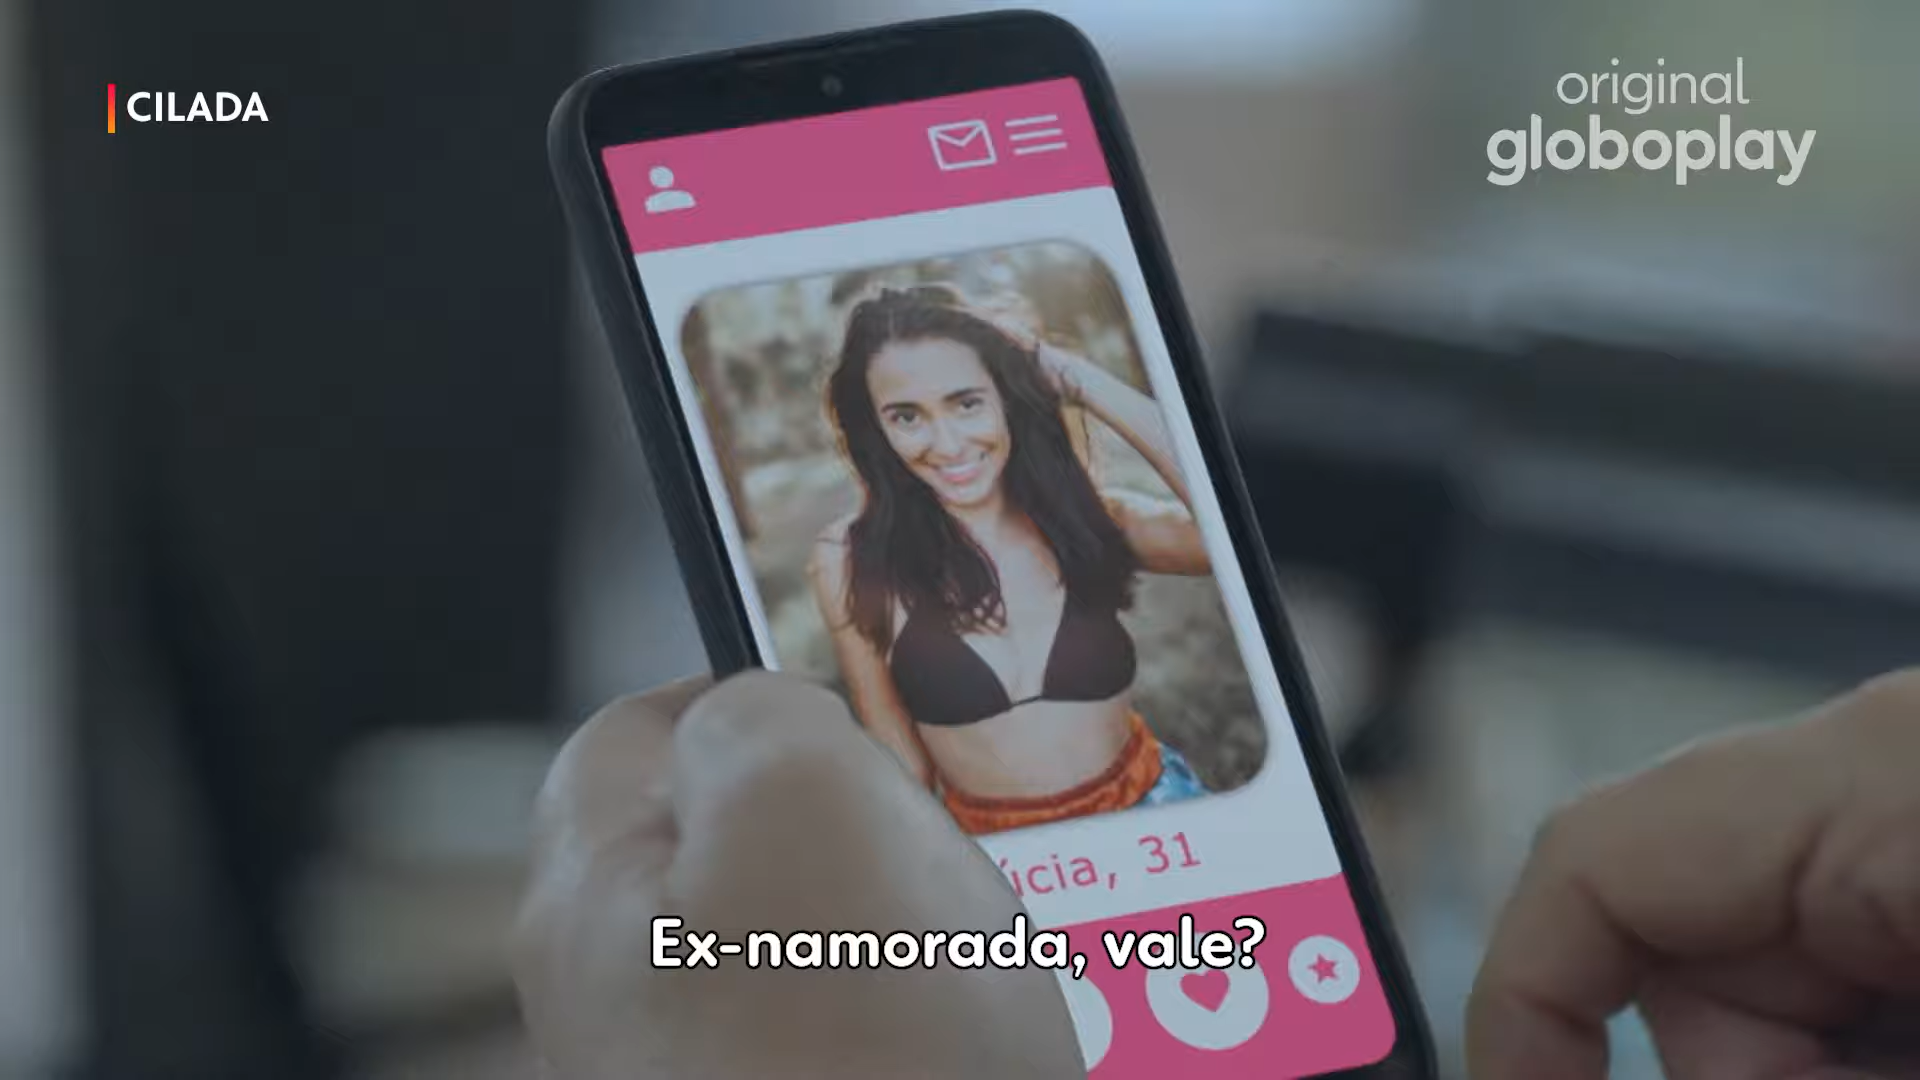 CILADA
original
globoplay
úcia, 31
Ex-namorada, vale?